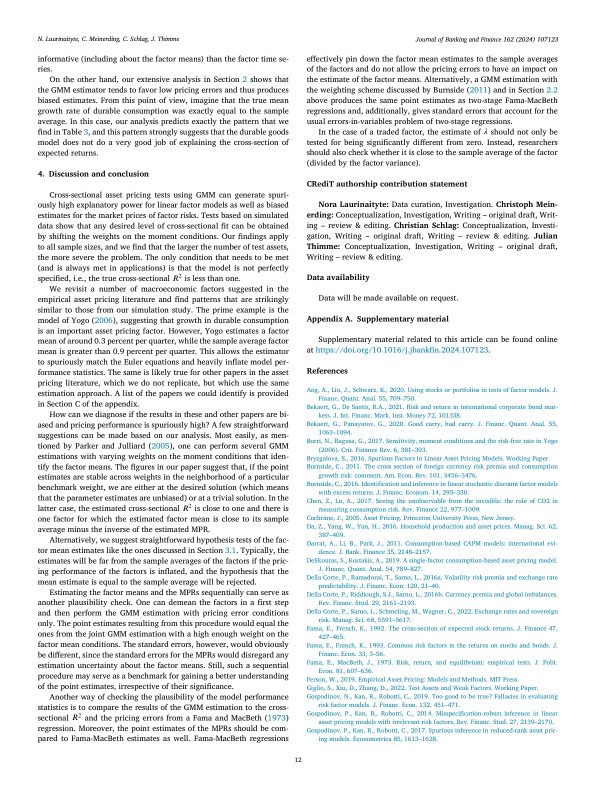 N. Laurinaityte, C. Meinerding, C. Schlag, J. Thimme
Journal of Banking and Finance 162 (2024) 107123
informative (including about the factor means) than the factor time se-
ries.
On the other hand, our extensive analysis in Section 2 shows that
the GMM estimator tends to favor low pricing errors and thus produces
biased estimates. From this point of view, imagine that the true mean
growth rate of durable consumption was exactly equal to the sample
average. In this case, our analysis predicts exactly the pattern that we
find in Table 3, and this pattern strongly suggests that the durable goods
model does not do a very good job of explaining the cross-section of
expected returns.
4. Discussion and conclusion
Cross-sectional asset pricing tests using GMM can generate spuri-
ously high explanatory power for linear factor models as well as biased
estimates for the market prices of factor risks. Tests based on simulated
data show that any desired level of cross-sectional fit can be obtained
by shifting the weights on the moment conditions. Our findings apply
to all sample sizes, and we find that the larger the number of test assets,
the more severe the problem. The only condition that needs to be met
(and is always met in applications) is that the model is not perfectly
specified, i.e., the true cross-sectional R² is less than one.
We revisit a number of macroeconomic factors suggested in the
empirical asset pricing literature and find patterns that are strikingly
similar to those from our simulation study. The prime example is the
model of Yogo (2006), suggesting that growth in durable consumption
is an important asset pricing factor. However, Yogo estimates a factor
mean of around 0.3 percent per quarter, while the sample average factor
mean is greater than 0.9 percent per quarter. This allows the estimator
to spuriously match the Euler equations and heavily inflate model per-
formance statistics. The same is likely true for other papers in the asset
pricing literature, which we do not replicate, but which use the same
estimation approach. A list of the papers we could identify is provided
in Section C of the appendix.
How can we diagnose if the results in these and other papers are bi-
ased and pricing performance is spuriously high? A few straightforward
suggestions can be made based on our analysis. Most easily, as men-
tioned by Parker and Julliard (2005), one can perform several GMM
estimations with varying weights on the moment conditions that iden-
tify the factor means. The figures in our paper suggest that, if the point
estimates are stable across weights in the neighborhood of a particular
benchmark weight, we are either at the desired solution (which means
that the parameter estimates are unbiased) or at a trivial solution. In the
latter case, the estimated cross-sectional R² is close to one and there is
one factor for which the estimated factor mean is close to its sample
average minus the inverse of the estimated MPR.
Alternatively, we suggest straightforward hypothesis tests of the fac-
tor mean estimates like the ones discussed in Section 3.1. Typically, the
estimates will be far from the sample averages of the factors if the pric-
ing performance of the factors is inflated, and the hypothesis that the
mean estimate is equal to the sample average will be rejected.
Estimating the factor means and the MPRs sequentially can serve as
another plausibility check. One can demean the factors in a first step
and then perform the GMM estimation with pricing error conditions
only. The point estimates resulting from this procedure would equal the
ones from the joint GMM estimation with a high enough weight on the
factor mean conditions. The standard errors, however, would obviously
be different, since the standard errors for the MPRs would disregard any
estimation uncertainty about the factor means. Still, such a sequential
procedure may serve as a benchmark for gaining a better understanding
of the point estimates, irrespective of their significance.
Another way of checking the plausibility of the model performance
statistics is to compare the results of the GMM estimation to the cross-
sectional R² and the pricing errors from a Fama and MacBeth (1973)
regression. Moreover, the point estimates of the MPRs should be com-
pared to Fama-MacBeth estimates as well. Fama-MacBeth regressions
effectively pin down the factor mean estimates to the sample averages
of the factors and do not allow the pricing errors to have an impact on
the estimate of the factor means. Alternatively, a GMM estimation with
the weighting scheme discussed by Burnside (2011) and in Section 2.2
above produces the same point estimates as two-stage Fama-MacBeth
regressions and, additionally, gives standard errors that account for the
usual errors-in-variables problem of two-stage regressions.
In the case of a traded factor, the estimate of λ should not only be
tested for being significantly different from zero. Instead, researchers
should also check whether it is close to the sample average of the factor
(divided by the factor variance).
CRediT authorship contribution statement
Nora Laurinaityte: Data curation, Investigation. Christoph Mein-
erding: Conceptualization, Investigation, Writing – original draft, Writ-
ing – review & editing. Christian Schlag: Conceptualization, Investi-
gation, Writing – original draft, Writing – review & editing. Julian
Thimme: Conceptualization, Investigation, Writing – original draft,
Writing – review & editing.
Data availability
Data will be made available on request.
Appendix A. Supplementary material
Supplementary material related to this article can be found online
at https://doi.org/10.1016/j.jbankfin.2024.107123.
References
Ang, A., Liu, J., Schwarz, K., 2020. Using stocks or portfolios in tests of factor models. J.
Financ. Quant. Anal. 55, 709–750.
Bekaert, G., De Santis, R.A., 2021. Risk and return in international corporate bond mar-
kets. J. Int. Financ. Mark. Inst. Money 72, 101338.
Bekaert, G., Panayotov, G., 2020. Good carry, bad carry. J. Financ. Quant. Anal. 55,
1063–1094.
Borri, N., Ragusa, G., 2017. Sensitivity, moment conditions and the risk-free rate in Yogo
(2006). Crit. Finance Rev. 6, 381–393.
Bryzgalova, S., 2016. Spurious Factors in Linear Asset Pricing Models. Working Paper.
Burnside, C., 2011. The cross section of foreign currency risk premia and consumption
growth risk: comment. Am. Econ. Rev. 101, 3456–3476.
Burnside, C., 2016. Identification and inference in linear stochastic discount factor models
with excess returns. J. Financ. Econom. 14, 295–330.
Chen, Z., Lu, A., 2017. Seeing the unobservable from the invisible: the role of CO2 in
measuring consumption risk. Rev. Finance 22, 977–1009.
Cochrane, J., 2005. Asset Pricing. Princeton University Press, New Jersey.
Da, Z., Yang, W., Yun, H., 2016. Household production and asset prices. Manag. Sci. 62,
387–409.
Darrat, A., Li, B., Park, J., 2011. Consumption-based CAPM models: international evi-
dence. J. Bank. Finance 35, 2148–2157.
Delikouras, S., Kostakis, A., 2019. A single-factor consumption-based asset pricing model.
J. Financ. Quant. Anal. 54, 789–827.
Della Corte, P., Ramadorai, T., Sarno, L., 2016a. Volatility risk premia and exchange rate
predictability. J. Financ. Econ. 120, 21–40.
Della Corte, P., Riddiough, S.J., Sarno, L., 2016b. Currency premia and global imbalances.
Rev. Financ. Stud. 29, 2161–2193.
Della Corte, P., Sarno, L., Schmeling, M., Wagner, C., 2022. Exchange rates and sovereign
risk. Manag. Sci. 68, 5591–5617.
Fama, E., French, K., 1992. The cross-section of expected stock returns. J. Finance 47,
427–465.
Fama, E., French, K., 1993. Common risk factors in the returns on stocks and bonds. J.
Financ. Econ. 33, 3–56.
Fama, E., MacBeth, J., 1973. Risk, return, and equilibrium: empirical tests. J. Polit.
Econ. 81, 607–636.
Ferson, W., 2019. Empirical Asset Pricing: Models and Methods. MIT Press.
Giglio, S., Xiu, D., Zhang, D., 2022. Test Assets and Weak Factors. Working Paper.
Gospodinov, N., Kan, R., Robotti, C., 2019. Too good to be true? Fallacies in evaluating
risk factor models. J. Financ. Econ. 132, 451–471.
Gospodinov, P., Kan, R., Robotti, C., 2014. Misspecification-robust inference in linear
asset pricing models with irrelevant risk factors. Rev. Financ. Stud. 27, 2139–2170.
Gospodinov, P., Kan, R., Robotti, C., 2017. Spurious inference in reduced-rank asset pric-
ing models. Econometrica 85, 1613–1628.
12